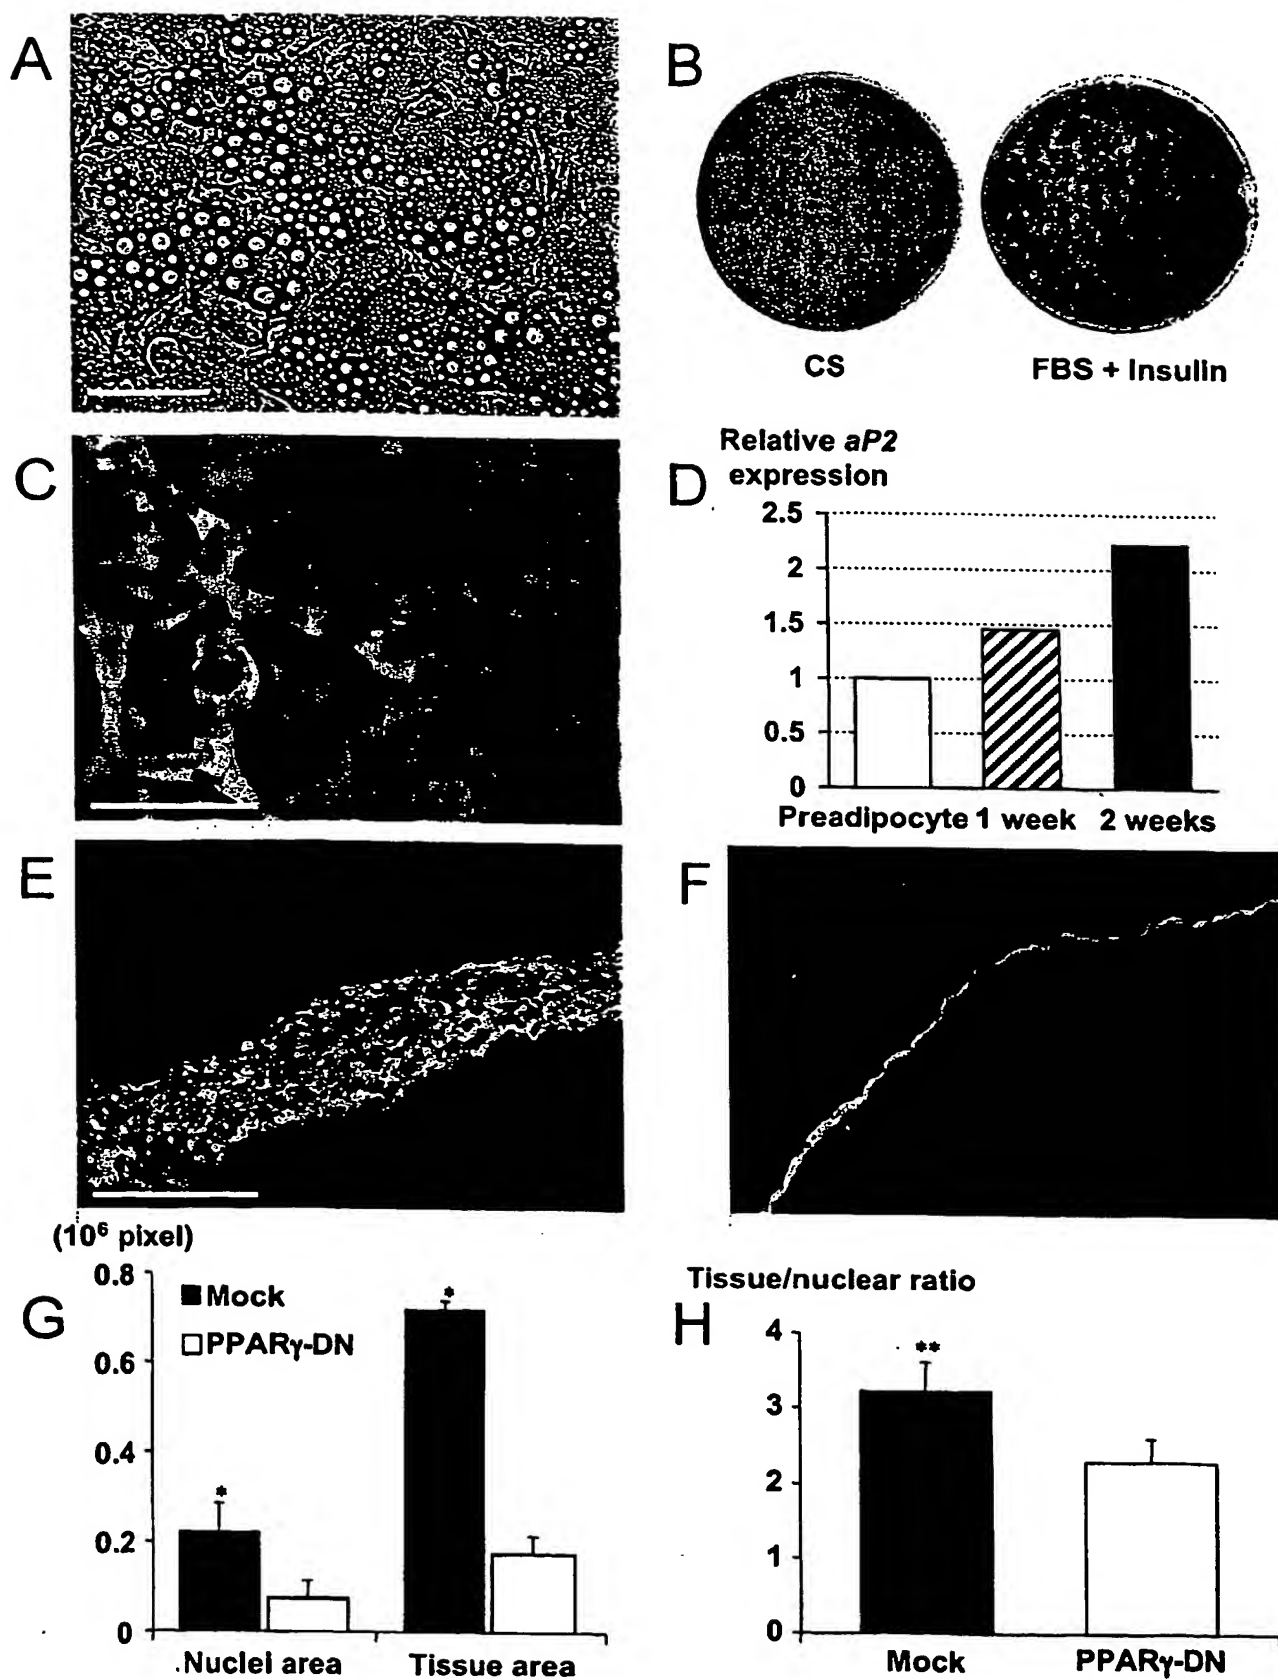 A
B
CS
FBS + Insulin
C
Relative aP2
expression
D
2.5
2
1.5
1
0.5
0
Preadipocyte 1 week 2 weeks
E
F
(10⁶ pixel)
G
0.8
0.6
0.4
0.2
0
Mock
PPARγ-DN
*
*
Nuclei area
Tissue area
Tissue/nuclear ratio
H
4
3
2
1
0
**
Mock
PPARγ-DN